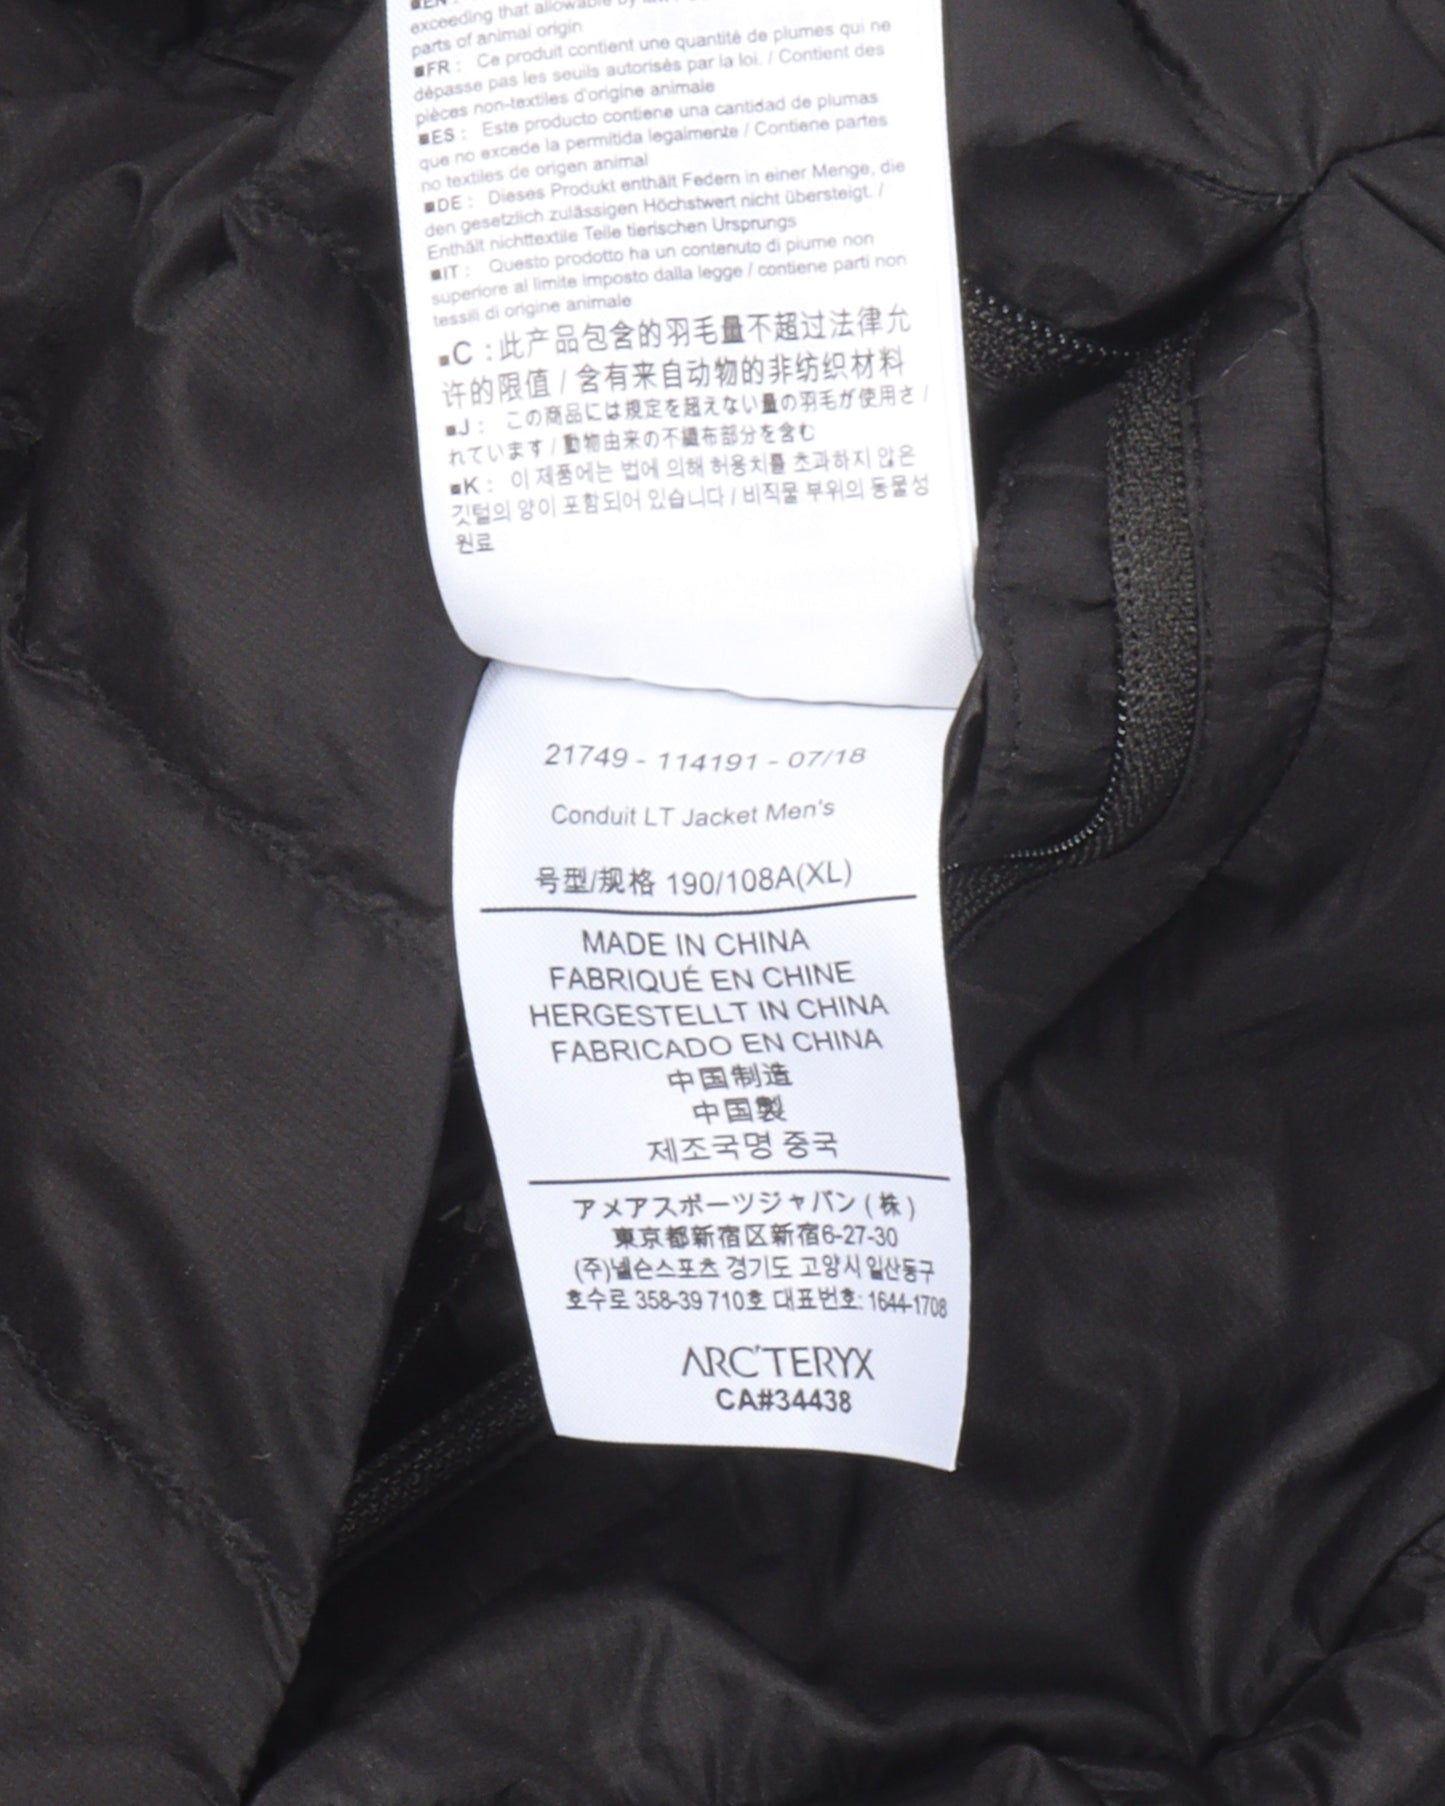 ■EN :
exceeding that allowable by law
parts of animal origin
■FR : Ce produit contient une quantité de plumes qui ne
dépasse pas les seuils autorisés par la loi. / Contient des
pièces non-textiles d'origine animale
■ES : Este producto contiene una cantidad de plumas
que no excede la permitida legalmente / Contiene partes
no textiles de origen animal
■DE : Dieses Produkt enthält Federn in einer Menge, die
den gesetzlich zulässigen Höchstwert nicht übersteigt. /
Enthält nichttextile Teile tierischen Ursprungs
■IT : Questo prodotto ha un contenuto di piume non
superiore al limite imposto dalla legge / contiene parti non
tessili di origine animale
■C : 此产品包含的羽毛量不超过法律允
许的限值 / 含有来自动物的非纺织材料
■J : この商品には規定を超えない量の羽毛が使用さ /
れています / 動物由来の不織布部分を含む
■K : 이 제품에는 법에 의해 허용치를 초과하지 않은
깃털의 양이 포함되어 있습니다 / 비직물 부위의 동물성
원료
21749 - 114191 - 07/18
Conduit LT Jacket Men's
号型/规格 190/108A(XL)
MADE IN CHINA
FABRIQUÉ EN CHINE
HERGESTELLT IN CHINA
FABRICADO EN CHINA
中国制造
中国製
제조국명 중국
アメアスポーツジャパン ( 株 )
東京都新宿区新宿6-27-30
(주)넬슨스포츠 경기도 고양시 일산동구
호수로 358-39 710호 대표번호: 1644-1708
ARC'TERYX
CA#34438